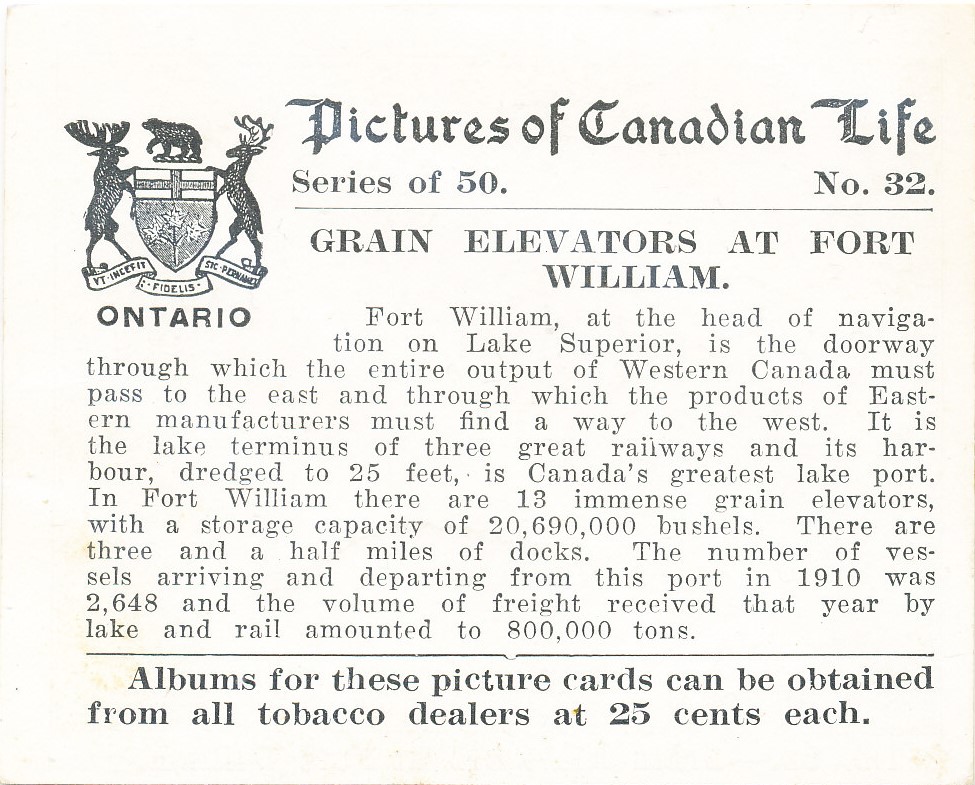 Pictures of Canadian Life
Series of 50. No. 32.
VT·INCEPIT
·FIDELIS·
SIC·PERMANET
ONTARIO
GRAIN ELEVATORS AT FORT
WILLIAM.
Fort William, at the head of naviga-
tion on Lake Superior, is the doorway
through which the entire output of Western Canada must
pass to the east and through which the products of East-
ern manufacturers must find a way to the west. It is
the lake terminus of three great railways and its har-
bour, dredged to 25 feet, is Canada's greatest lake port.
In Fort William there are 13 immense grain elevators,
with a storage capacity of 20,690,000 bushels. There are
three and a half miles of docks. The number of ves-
sels arriving and departing from this port in 1910 was
2,648 and the volume of freight received that year by
lake and rail amounted to 800,000 tons.
Albums for these picture cards can be obtained
from all tobacco dealers at 25 cents each.